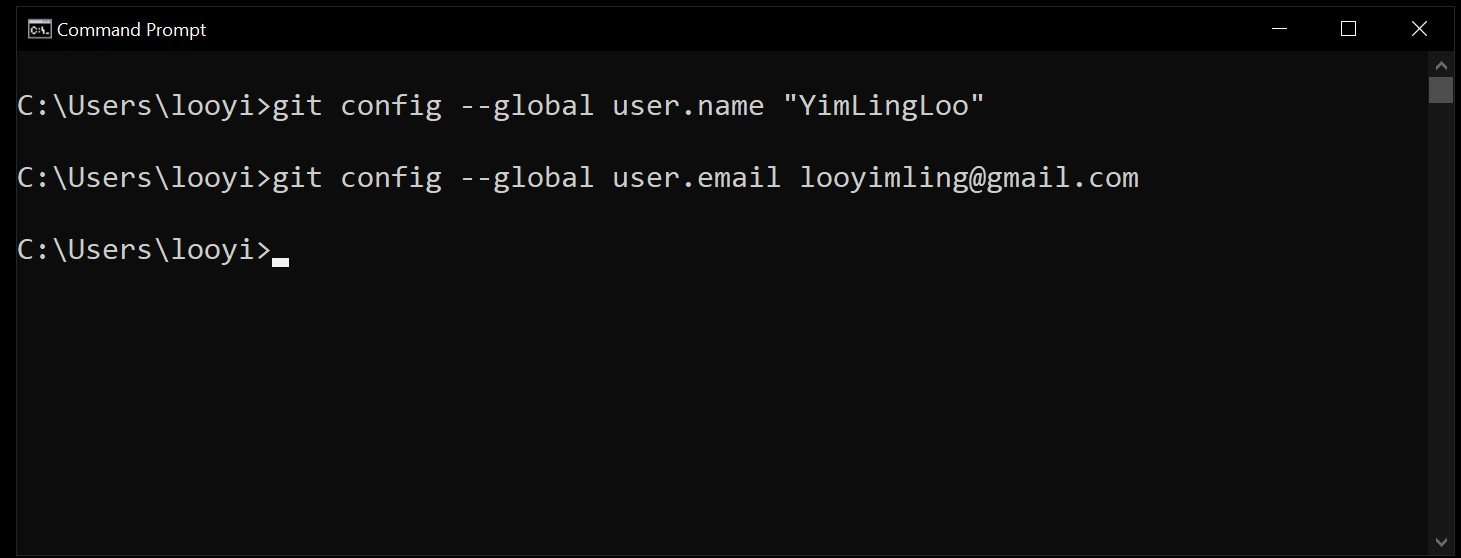 Command Prompt
C:\Users\looyi>git config --global user.name "YimLingLoo"
C:\Users\looyi>git config --global user.email looyimling@gmail.com
C:\Users\looyi>